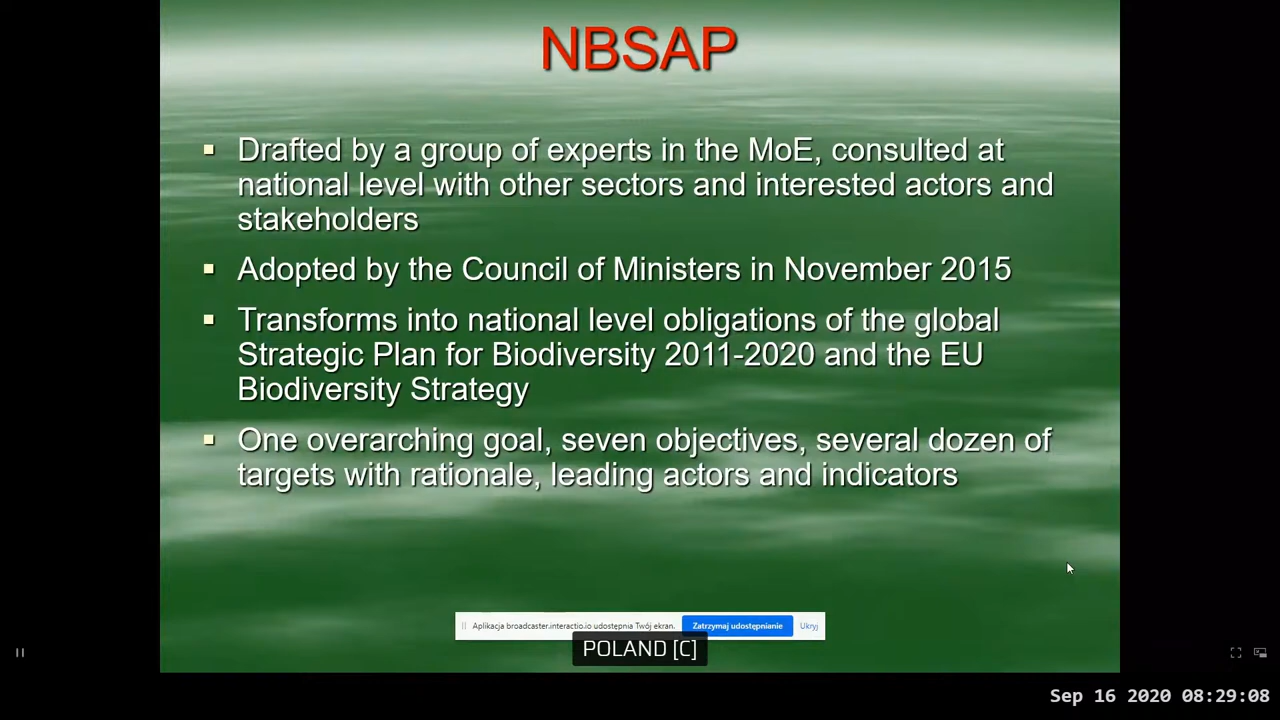 NBSAP
Drafted by a group of experts in the MoE, consulted at
national level with other sectors and interested actors and
stakeholders
Adopted by the Council of Ministers in November 2015
Transforms into national level obligations of the global
Strategic Plan for Biodiversity 2011-2020 and the EU
Biodiversity Strategy
One overarching goal, seven objectives, several dozen of
targets with rationale, leading actors and indicators
Aplikacja broadcaster.interactio.io udostępnia Twój ekran. Zatrzymaj udostępnianie Ukryj
POLAND [C]
Sep 16 2020 08:29:08